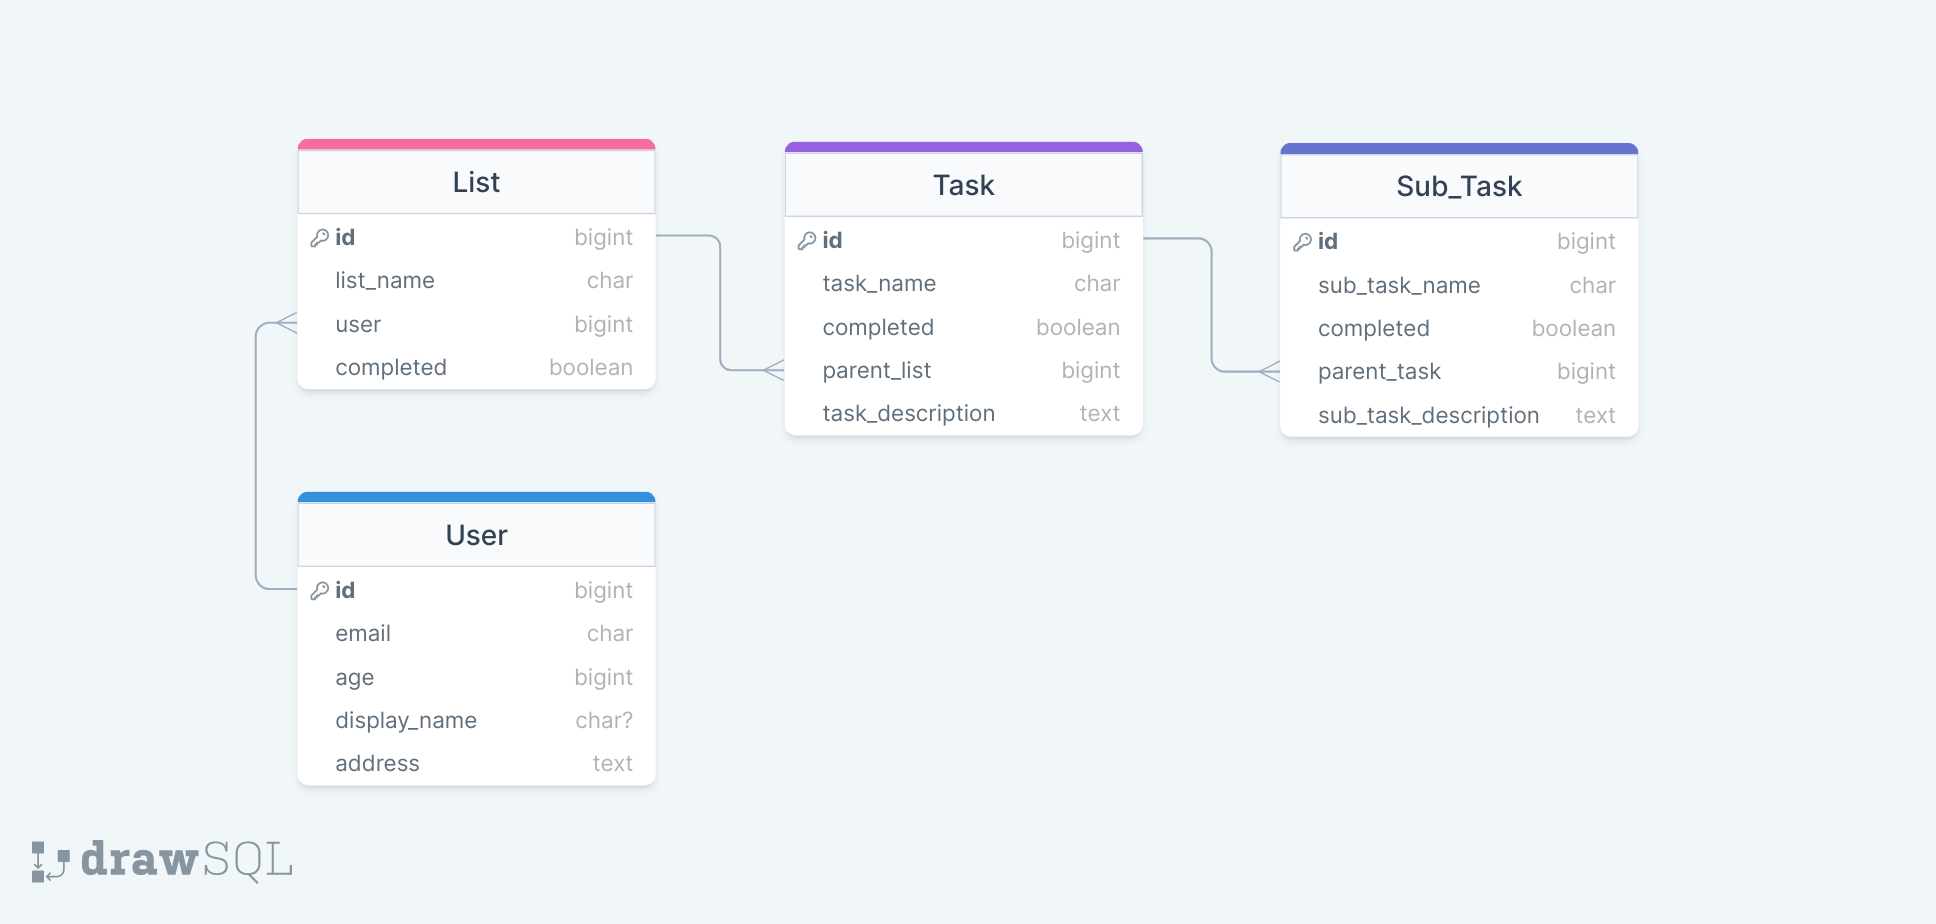 List
id bigint
list_name char
user bigint
completed boolean
Task
id bigint
task_name char
completed boolean
parent_list bigint
task_description text
Sub_Task
id bigint
sub_task_name char
completed boolean
parent_task bigint
sub_task_description text
User
id bigint
email char
age bigint
display_name char?
address text
drawSQL